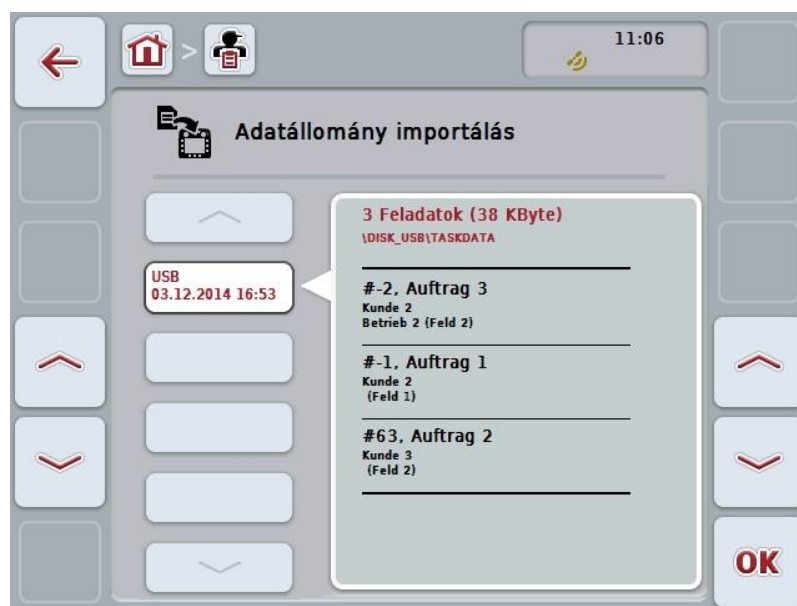 >
11:06
Adatállomány importálás
USB
03.12.2014 16:53
3 Feladatok (38 KByte)
\DISK_USB\TASKDATA
#-2, Auftrag 3
Kunde 2
Betrieb 2 (Feld 2)
#-1, Auftrag 1
Kunde 2
(Feld 1)
#63, Auftrag 2
Kunde 3
(Feld 2)
OK